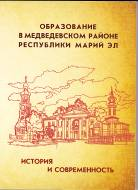 ОБРАЗОВАНИЕ
В МЕДВЕДЕВСКОМ РАЙОНЕ
РЕСПУБЛИКИ МАРИЙ ЭЛ
ИСТОРИЯ
И СОВРЕМЕННОСТЬ